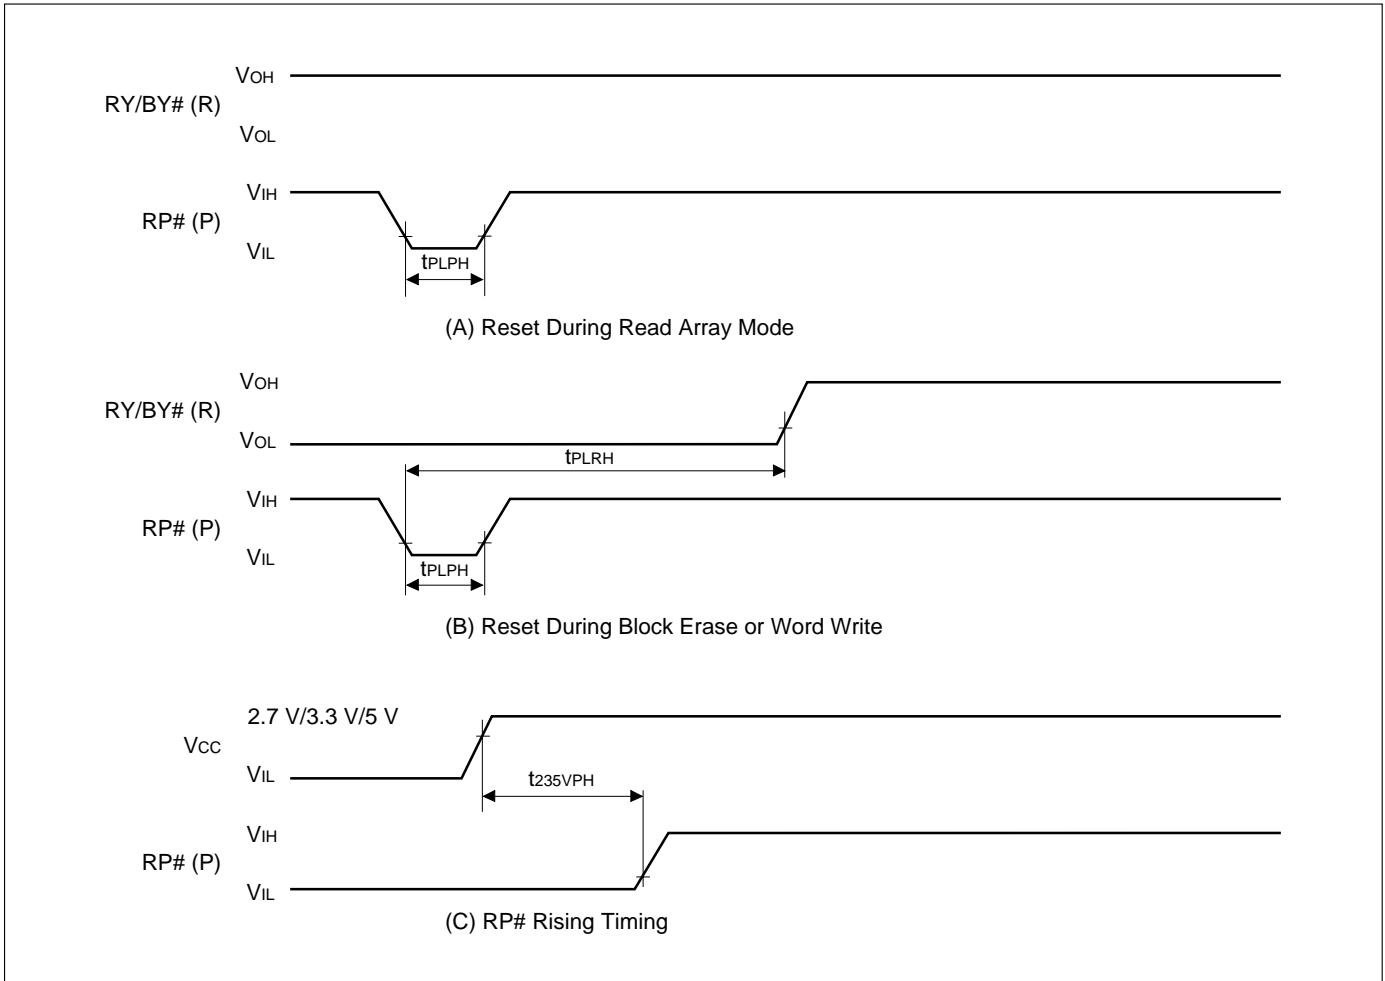 VOH
RY/BY# (R)
VOL
VIH
RP# (P)
VIL
tPLPH
(A) Reset During Read Array Mode
VOH
RY/BY# (R)
VOL
tPLRH
VIH
RP# (P)
VIL
tPLPH
(B) Reset During Block Erase or Word Write
2.7 V/3.3 V/5 V
VCC
VIL
t235VPH
VIH
RP# (P)
VIL
(C) RP# Rising Timing